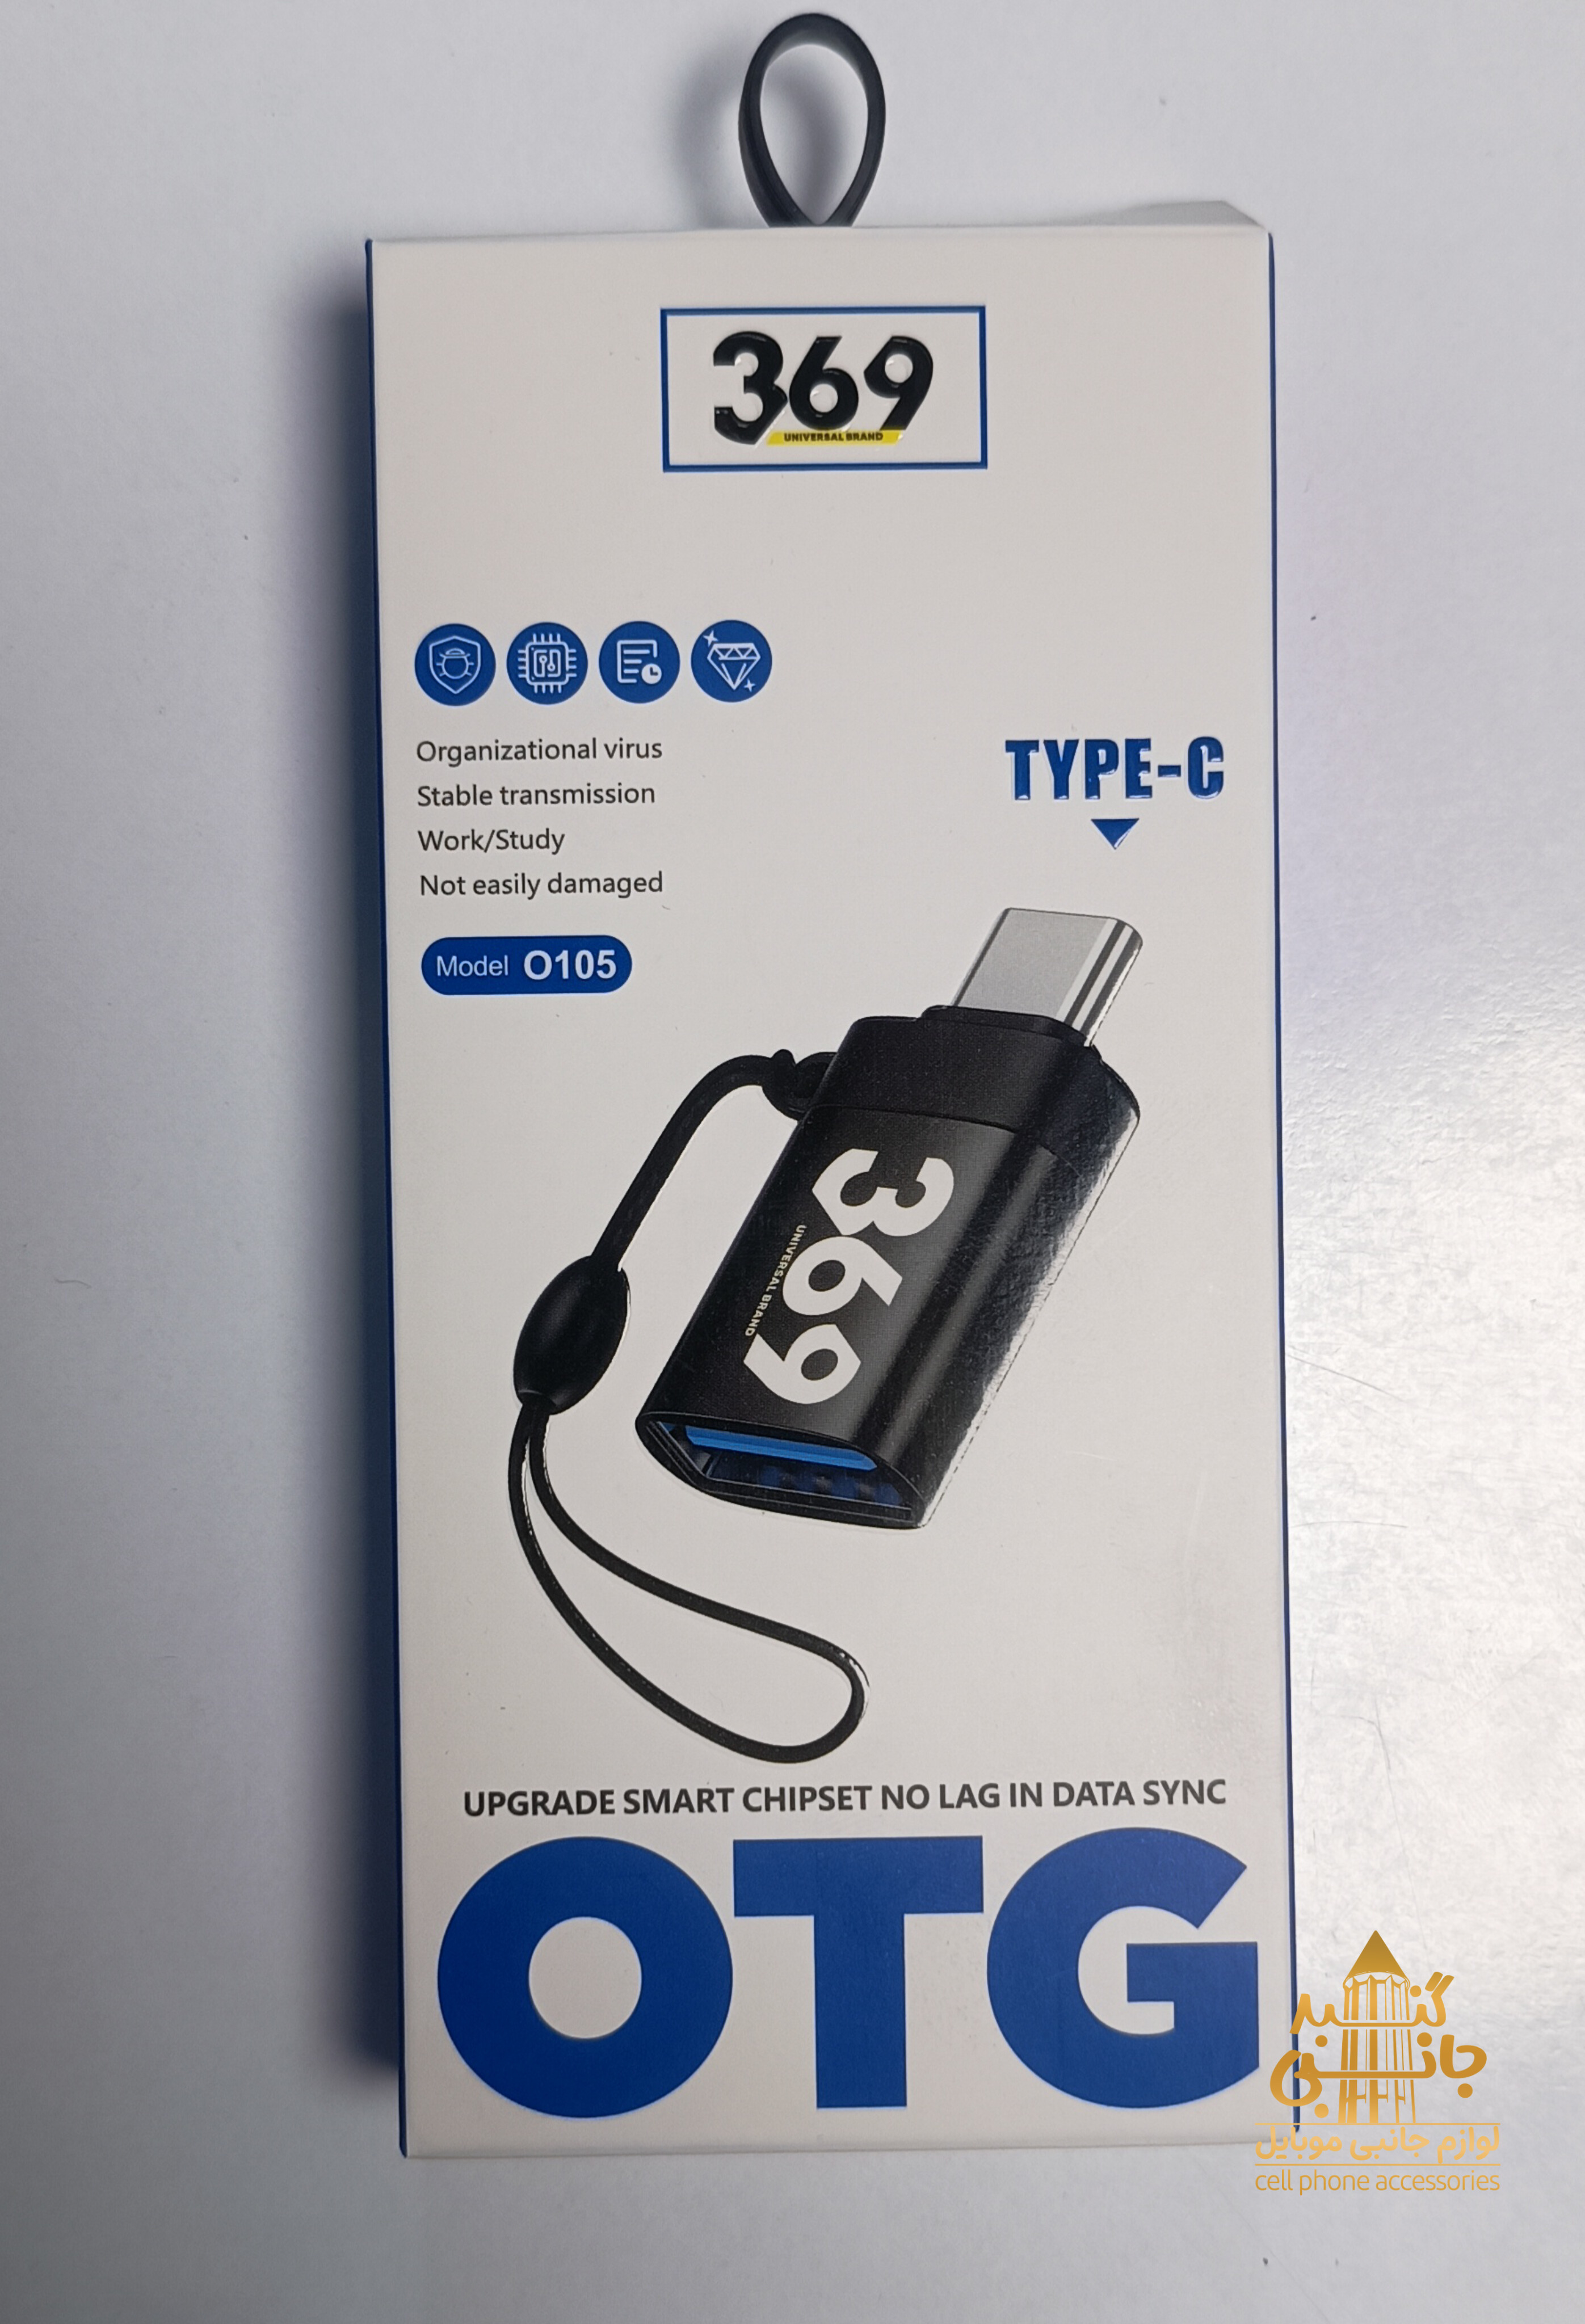 369
UNIVERSAL BRAND
Organizational virus
Stable transmission
Work/Study
Not easily damaged
Model O105
TYPE-C
369
UNIVERSAL BRAND
UPGRADE SMART CHIPSET NO LAG IN DATA SYNC
OTG
گنبد
جانبی
لوازم جانبی موبایل
cell phone accessories